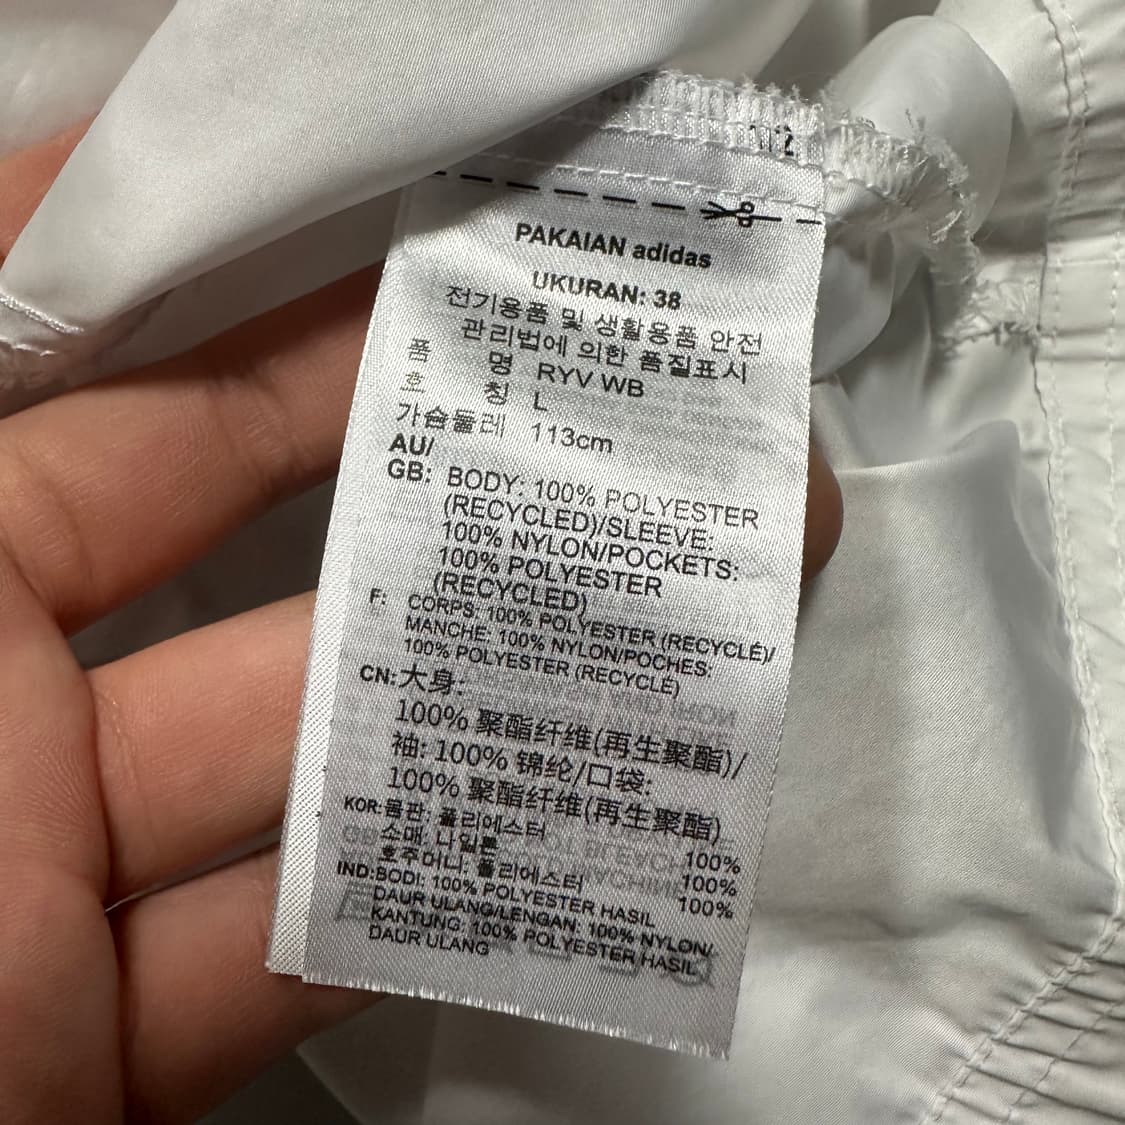 PAKAIAN adidas
UKURAN: 38
전기용품 및 생활용품 안전
관리법에 의한 품질표시
품 명 RYV WB
호 칭 L
가슴둘레 113cm
AU/
GB: BODY: 100% POLYESTER
(RECYCLED)/SLEEVE:
100% NYLON/POCKETS:
100% POLYESTER
(RECYCLED)
F: CORPS: 100% POLYESTER (RECYCLÉ)/
MANCHE: 100% NYLON/POCHES:
100% POLYESTER (RECYCLÉ)
CN: 大身:
100% 聚酯纤维(再生聚酯)/
袖: 100% 锦纶/口袋:
100% 聚酯纤维(再生聚酯)
KOR: 몸판: 폴리에스터 100%
소매: 나일론 100%
호주머니: 폴리에스터 100%
IND: BODI: 100% POLYESTER HASIL
DAUR ULANG/LENGAN: 100% NYLON/
KANTUNG: 100% POLYESTER HASIL
DAUR ULANG